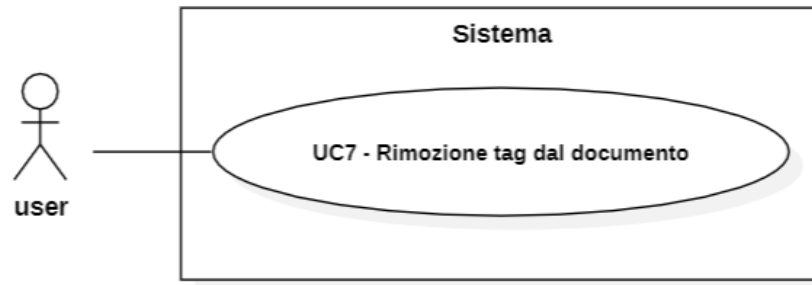 Sistema
UC7 - Rimozione tag dal documento
user